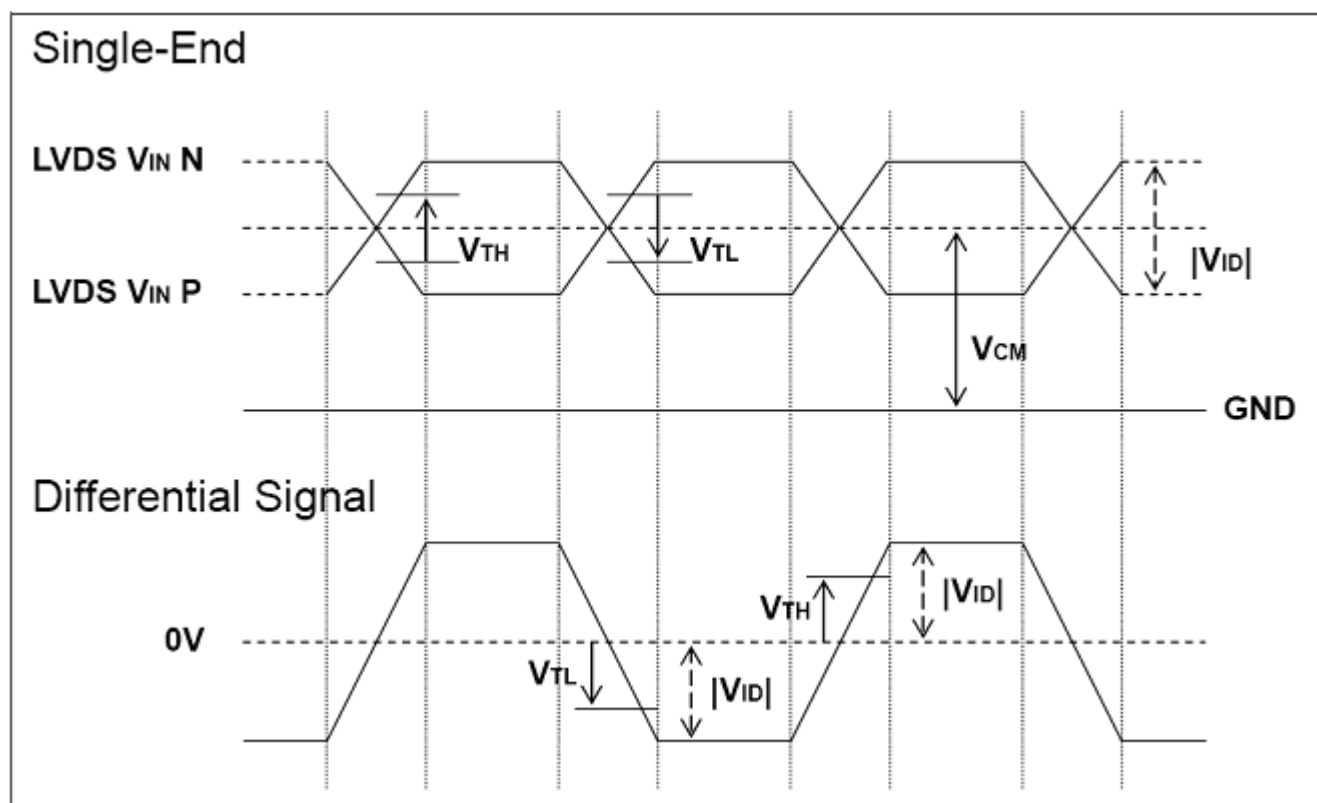 Single-End
LVDS VIN N
VTH
VTL
|VID|
LVDS VIN P
VCM
GND
Differential Signal
|VID|
VTH
0V
VTL
|VID|